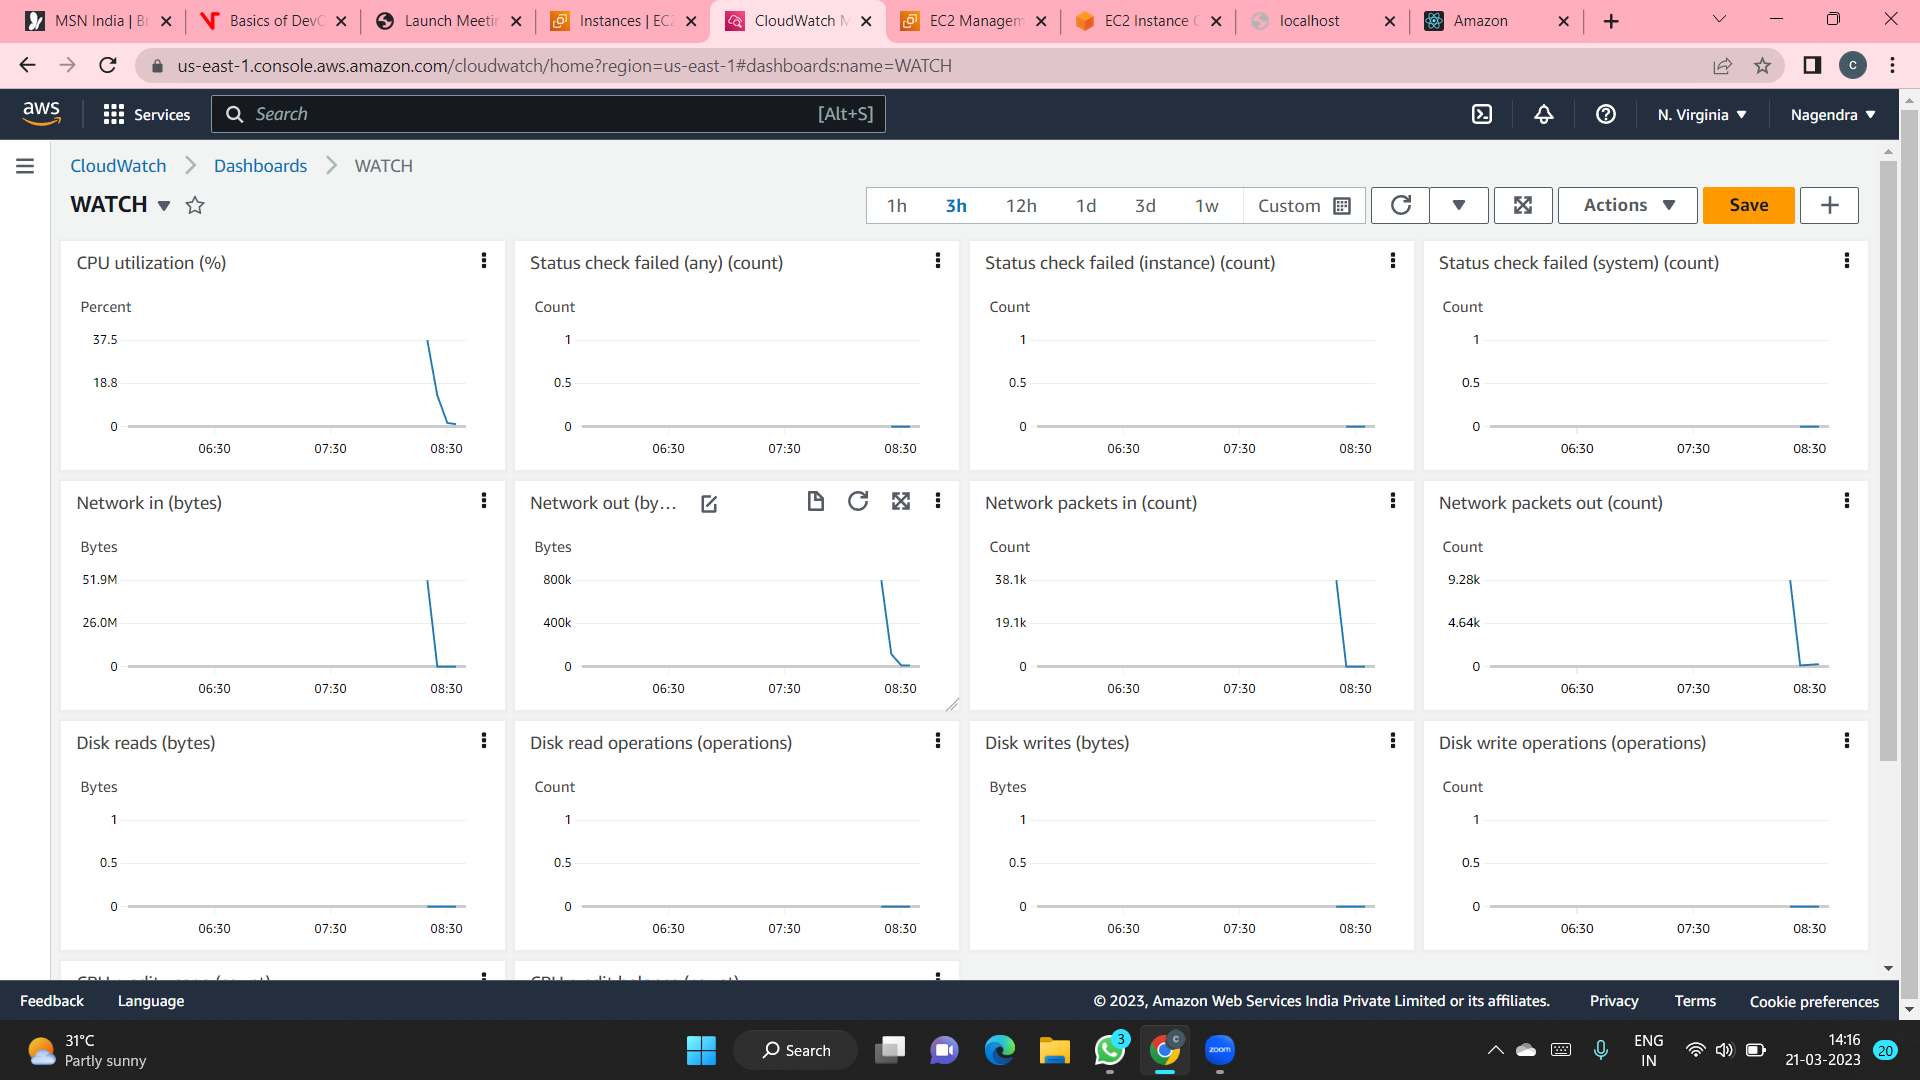 MSN India | Br
Basics of DevO
Launch Meetin
Instances | EC2
CloudWatch M
EC2 Managem
EC2 Instance C
localhost
Amazon
us-east-1.console.aws.amazon.com/cloudwatch/home?region=us-east-1#dashboards:name=WATCH
C
aws
Services
Search
[Alt+S]
N. Virginia
Nagendra
CloudWatch
Dashboards
WATCH
WATCH
1h
3h
12h
1d
3d
1w
Custom
Actions
Save
CPU utilization (%)
Percent
37.5
18.8
0
06:30
07:30
08:30
Status check failed (any) (count)
Count
1
0.5
0
06:30
07:30
08:30
Status check failed (instance) (count)
Count
1
0.5
0
06:30
07:30
08:30
Status check failed (system) (count)
Count
1
0.5
0
06:30
07:30
08:30
Network in (bytes)
Bytes
51.9M
26.0M
0
06:30
07:30
08:30
Network out (by...
Bytes
800k
400k
0
06:30
07:30
08:30
Network packets in (count)
Count
38.1k
19.1k
0
06:30
07:30
08:30
Network packets out (count)
Count
9.28k
4.64k
0
06:30
07:30
08:30
Disk reads (bytes)
Bytes
1
0.5
0
06:30
07:30
08:30
Disk read operations (operations)
Count
1
0.5
0
06:30
07:30
08:30
Disk writes (bytes)
Bytes
1
0.5
0
06:30
07:30
08:30
Disk write operations (operations)
Count
1
0.5
0
06:30
07:30
08:30
Feedback
Language
© 2023, Amazon Web Services India Private Limited or its affiliates.
Privacy
Terms
Cookie preferences
31°C
Partly sunny
Search
3
C
zoom
ENG
IN
14:16
21-03-2023
20